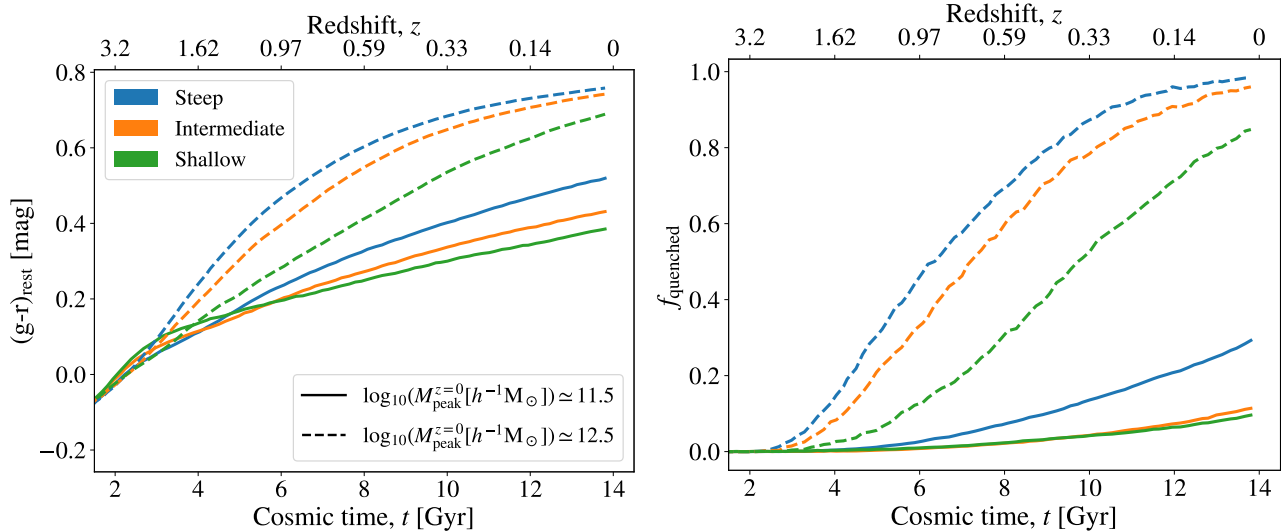 Redshift, z
3.2 1.62 0.97 0.59 0.33 0.14 0
0.8
0.6
0.4
0.2
0.0
−0.2
(g-r)rest [mag]
Steep
Intermediate
Shallow
log10(Mpeak^z=0[h^−1M⊙])≃11.5
log10(Mpeak^z=0[h^−1M⊙])≃12.5
2 4 6 8 10 12 14
Cosmic time, t [Gyr]
Redshift, z
3.2 1.62 0.97 0.59 0.33 0.14 0
1.0
0.8
0.6
0.4
0.2
0.0
fquenched
2 4 6 8 10 12 14
Cosmic time, t [Gyr]